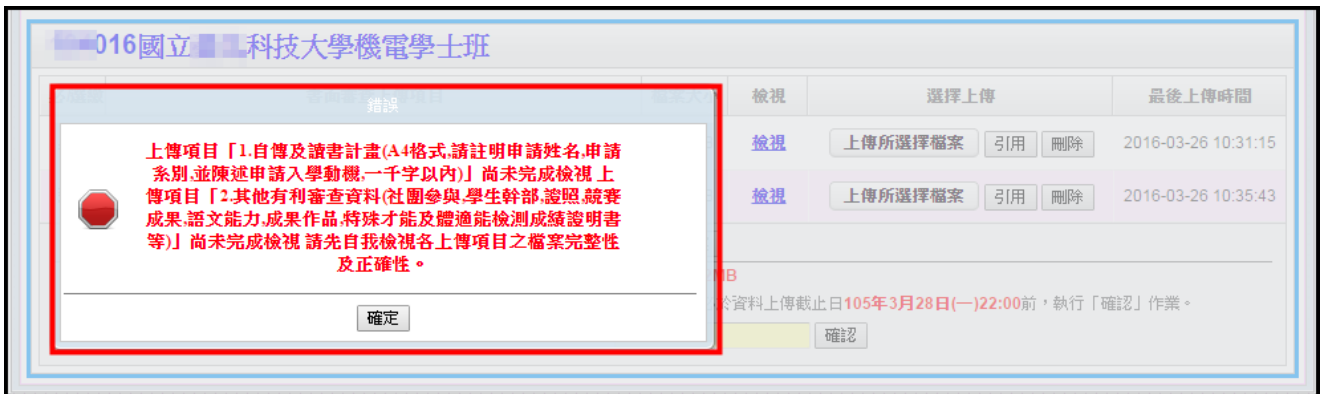 016國立
科技大學機電學士班
檢視
選擇上傳
最後上傳時間
錯誤
上傳項目「1.自傳及讀書計畫(A4格式,請註明申請姓名,申請
系別,並陳述申請入學動機,一千字以內)」尚未完成檢視 上
傳項目「2.其他有利審查資料(社團參與,學生幹部,證照,競賽
成果,語文能力,成果作品,特殊才能及體適能檢測成績證明書
等)」尚未完成檢視 請先自我檢視各上傳項目之檔案完整性
及正確性。
確定
檢視
上傳所選擇檔案
引用
刪除
2016-03-26 10:31:15
檢視
上傳所選擇檔案
引用
刪除
2016-03-26 10:35:43
MB
於資料上傳截止日105年3月28日(一)22:00前,執行「確認」作業。
確認